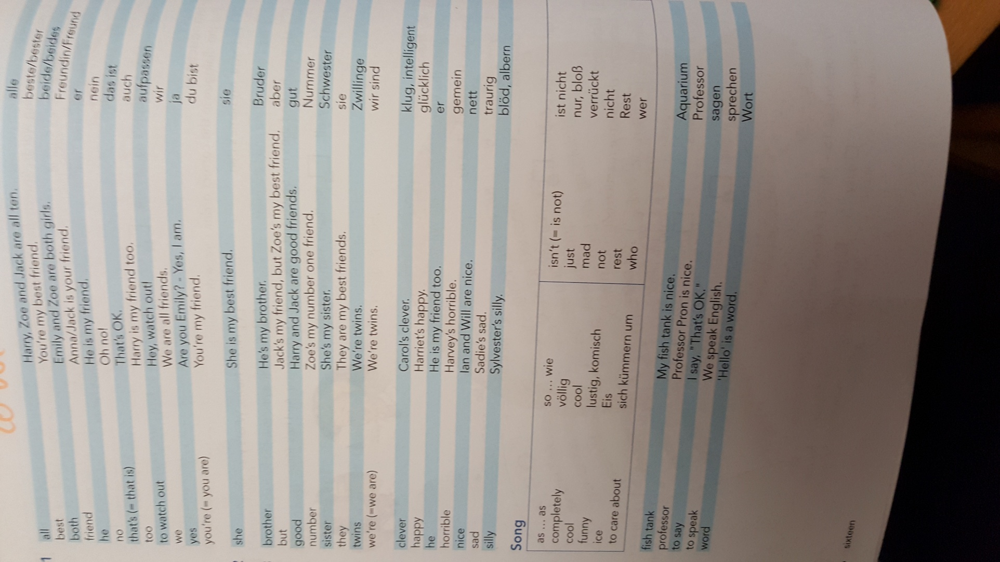 1
all Harry, Zoe and Jack are all ten. alle
best You're my best friend. beste/bester
both Emily and Zoe are both girls. beide/beides
friend Anna/Jack is your friend. Freundin/Freund
he He is my friend. er
no Oh no! nein
that's (= that is) That's OK. das ist
too Harry is my friend too. auch
to watch out Hey, watch out! aufpassen
we We are all friends. wir
yes Are you Emily? - Yes, I am. ja
you're (= you are) You're my friend. du bist
she She is my best friend. sie
brother He's my brother. Bruder
but Jack's my friend, but Zoe's my best friend. aber
good Harry and Jack are good friends. gut
number Zoe's my number one friend. Nummer
sister She's my sister. Schwester
they They are my best friends. sie
twins We're twins. Zwillinge
we're (=we are) We're twins. wir sind
clever Carol's clever. klug, intelligent
happy Harriet's happy. glücklich
he He is my friend too. er
horrible Harvey's horrible. gemein
nice Ian and Will are nice. nett
sad Sadie's sad. traurig
silly Sylvester's silly. blöd, albern
Song
as ... as so ... wie isn't (= is not) ist nicht
completely völlig just nur, bloß
cool cool mad verrückt
funny lustig, komisch not nicht
ice Eis rest Rest
to care about sich kümmern um who wer
fish tank My fish tank is nice. Aquarium
professor Professor Pron is nice. Professor
to say I say, "That's OK." sagen
to speak We speak English. sprechen
word 'Hello' is a word. Wort
sixteen